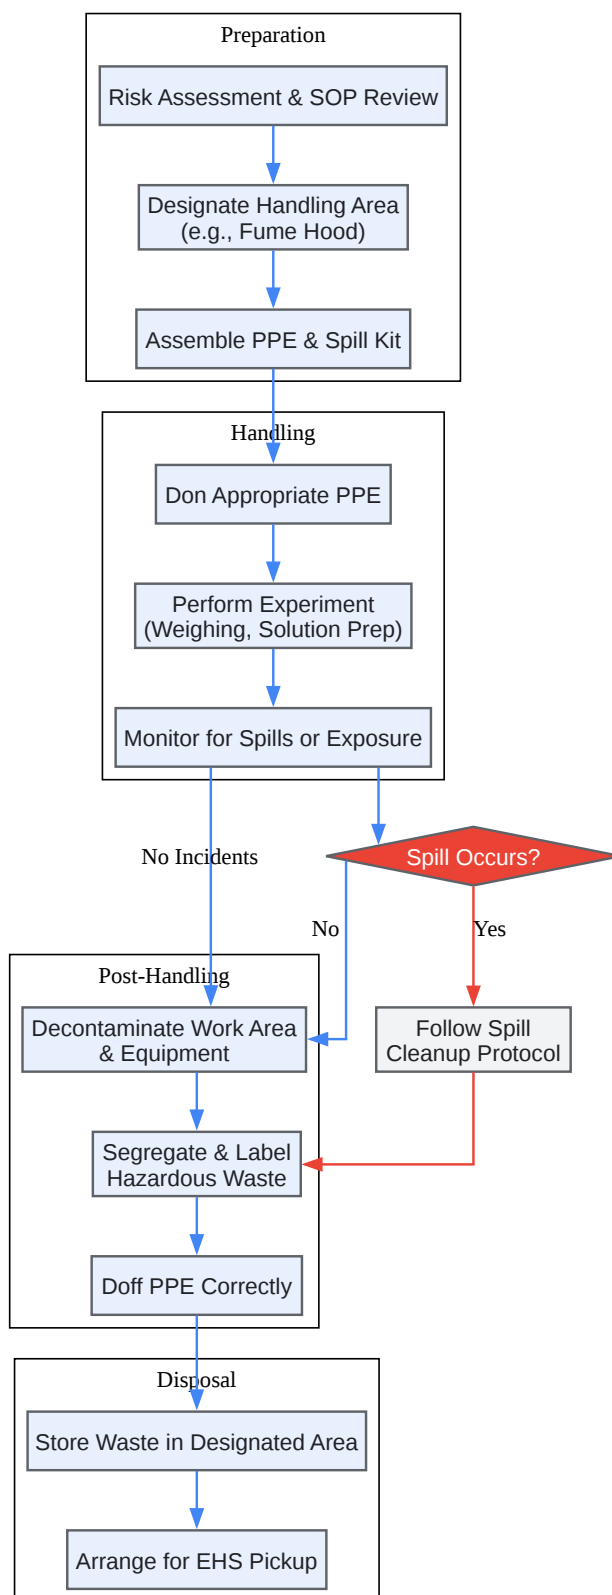 Preparation
Risk Assessment & SOP Review
Designate Handling Area
(e.g., Fume Hood)
Assemble PPE & Spill Kit
Handling
Don Appropriate PPE
Perform Experiment
(Weighing, Solution Prep)
Monitor for Spills or Exposure
No Incidents
Spill Occurs?
No
Yes
Post-Handling
Decontaminate Work Area
& Equipment
Follow Spill
Cleanup Protocol
Segregate & Label
Hazardous Waste
Doff PPE Correctly
Disposal
Store Waste in Designated Area
Arrange for EHS Pickup